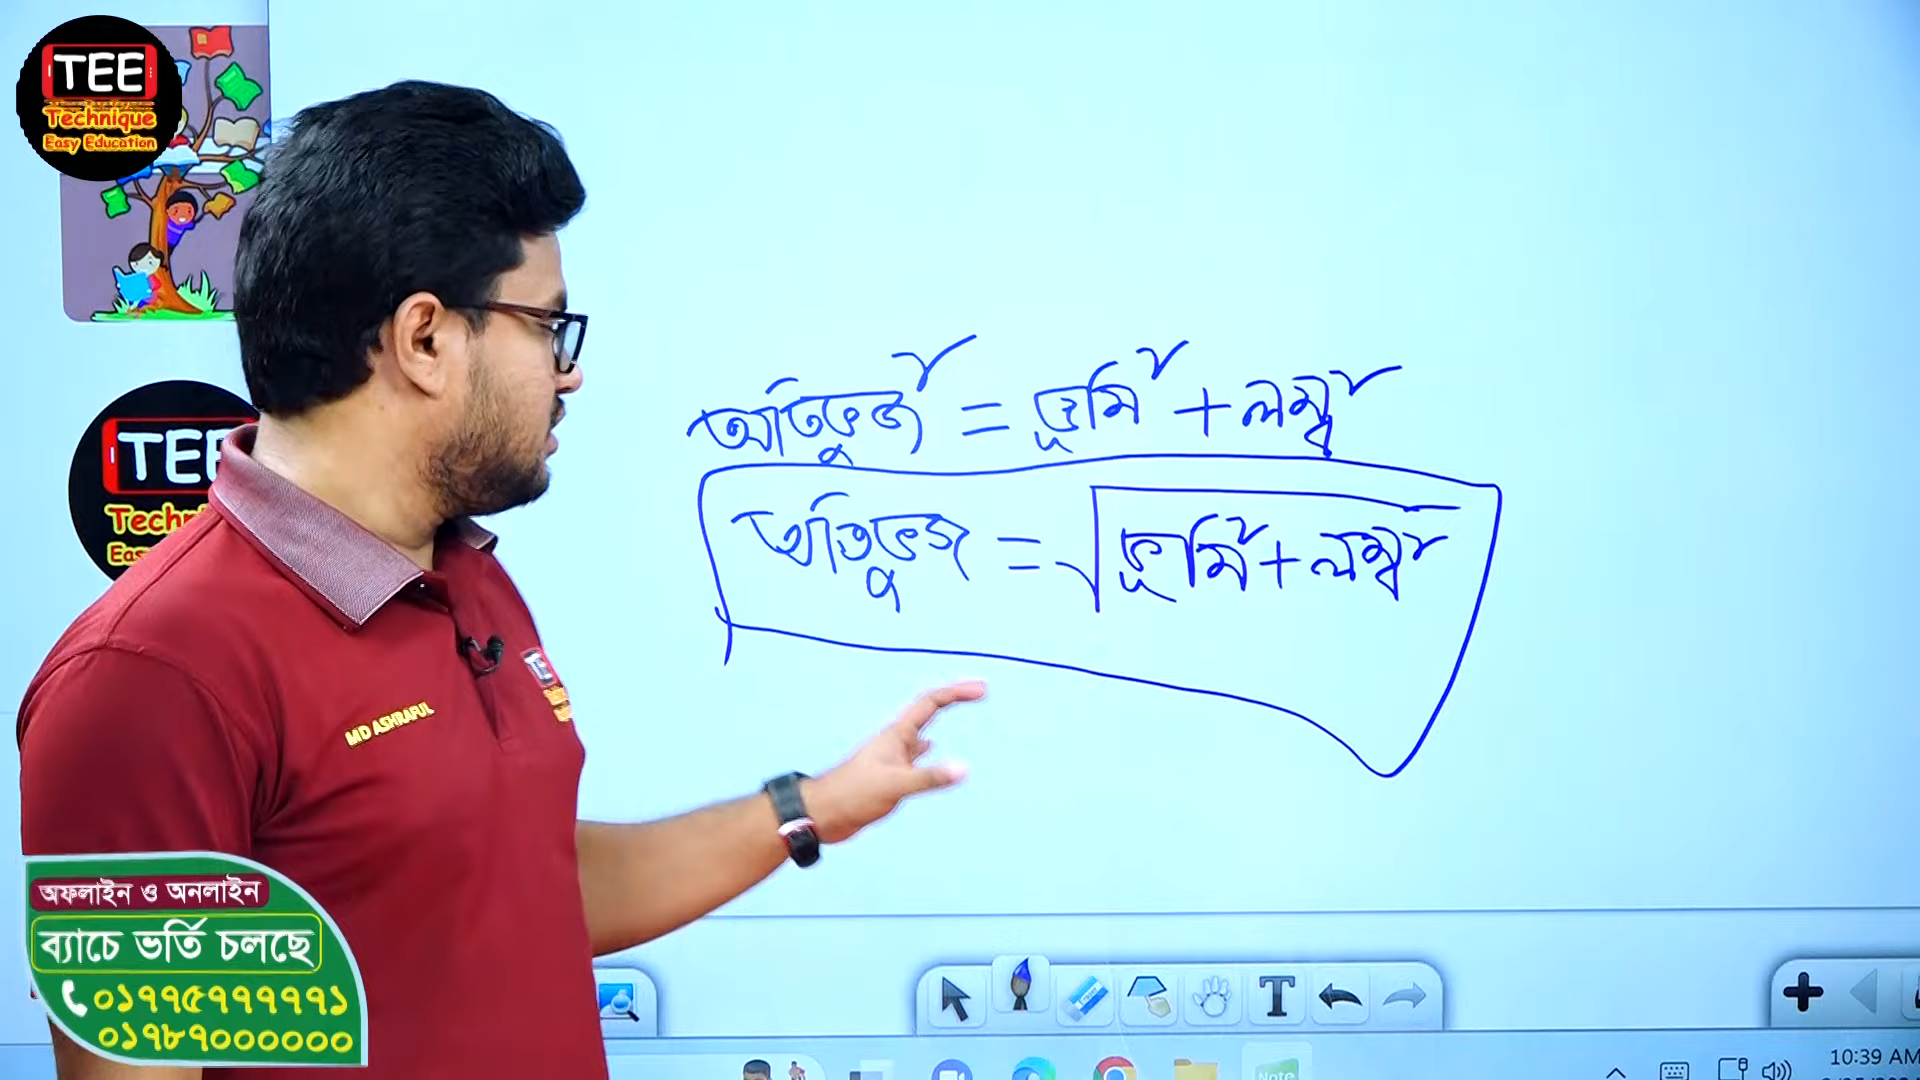 TEE
Technique
Easy Education
অতিভুজ² = ভূমি² + লম্ব²
অতিভুজ = √ভূমি² + লম্ব²
TEE
MD ASHRAFUL
অফলাইন ও অনলাইন
ব্যাচে ভর্তি চলছে
০১৭৭৫৭৭৭৭৭১
০১৭৮৭০০০০০০
T
Note
10:39 AM